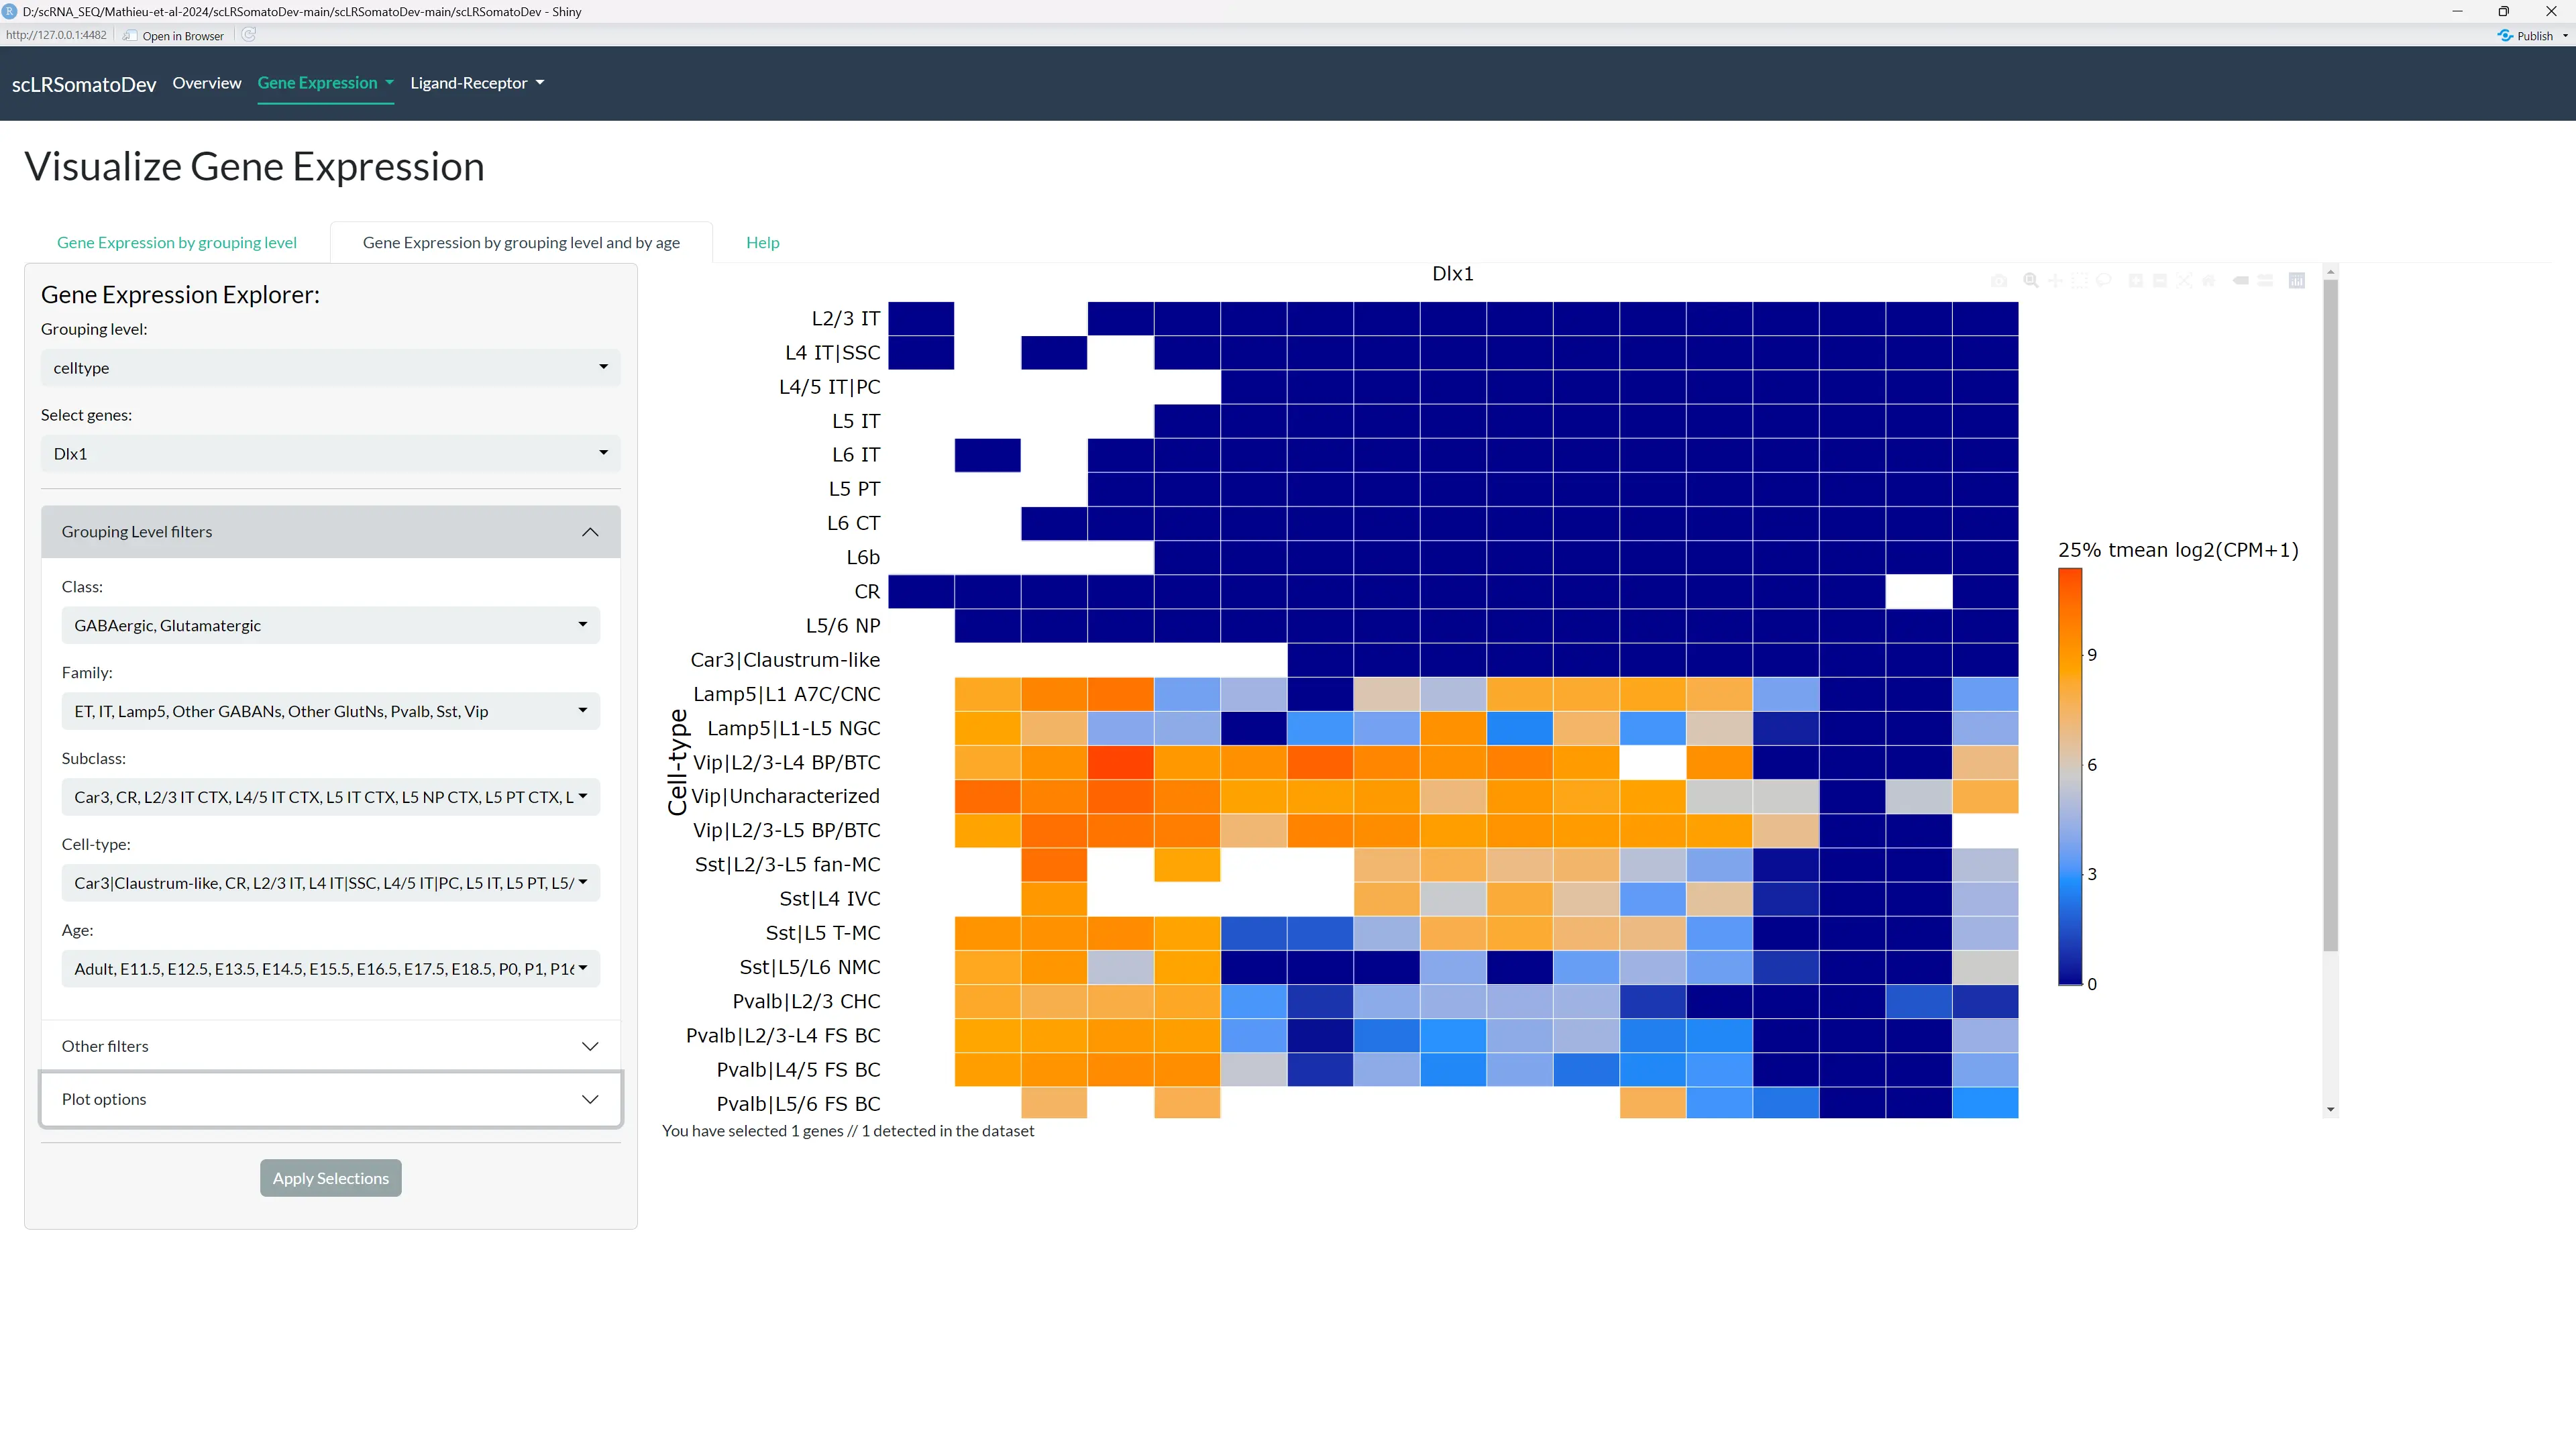 D:/scRNA_SEQ/Mathieu-et-al-2024/scLRSomatoDev-main/scLRSomatoDev-main/scLRSomatoDev - Shiny
http://127.0.0.1:4482
Open in Browser
Publish
scLRSomatoDev
Overview
Gene Expression
Ligand-Receptor
Visualize Gene Expression
Gene Expression by grouping level
Gene Expression by grouping level and by age
Help
Gene Expression Explorer:
Grouping level:
celltype
Select genes:
Dlx1
Grouping Level filters
Class:
GABAergic, Glutamatergic
Family:
ET, IT, Lamp5, Other GABANs, Other GlutNs, Pvalb, Sst, Vip
Subclass:
Car3, CR, L2/3 IT CTX, L4/5 IT CTX, L5 IT CTX, L5 NP CTX, L5 PT CTX, L
Cell-type:
Car3|Claustrum-like, CR, L2/3 IT, L4 IT|SSC, L4/5 IT|PC, L5 IT, L5 PT, L5/
Age:
Adult, E11.5, E12.5, E13.5, E14.5, E15.5, E16.5, E17.5, E18.5, P0, P1, P16
Other filters
Plot options
Apply Selections
Dlx1
Cell-type
L2/3 IT
L4 IT|SSC
L4/5 IT|PC
L5 IT
L6 IT
L5 PT
L6 CT
L6b
CR
L5/6 NP
Car3|Claustrum-like
Lamp5|L1 A7C/CNC
Lamp5|L1-L5 NGC
Vip|L2/3-L4 BP/BTC
Vip|Uncharacterized
Vip|L2/3-L5 BP/BTC
Sst|L2/3-L5 fan-MC
Sst|L4 IVC
Sst|L5 T-MC
Sst|L5/L6 NMC
Pvalb|L2/3 CHC
Pvalb|L2/3-L4 FS BC
Pvalb|L4/5 FS BC
Pvalb|L5/6 FS BC
25% tmean log2(CPM+1)
9
6
3
0
You have selected 1 genes // 1 detected in the dataset